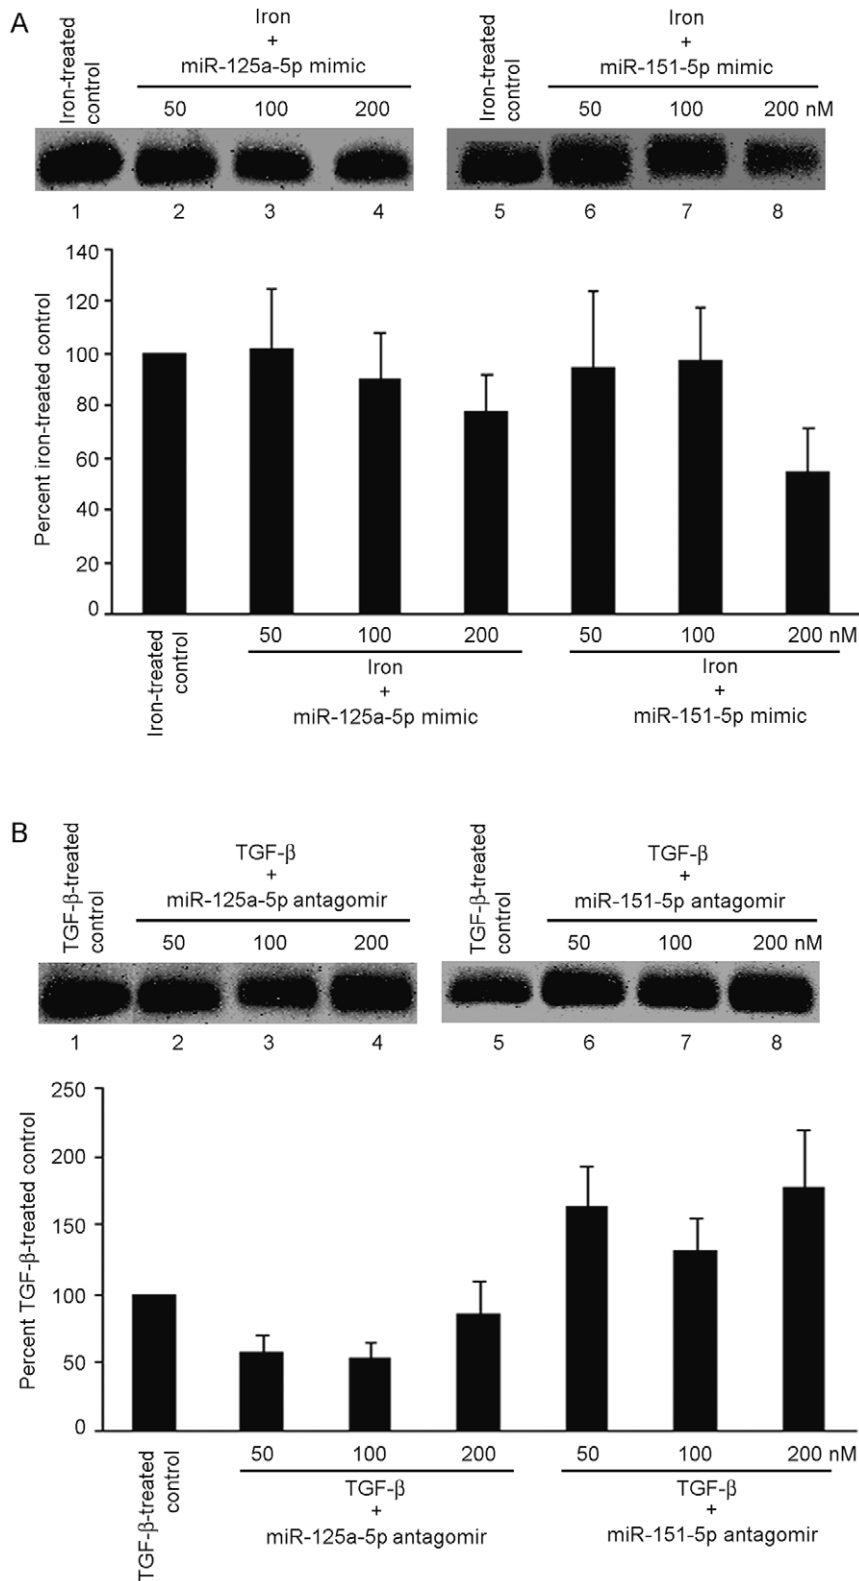 A
Iron-treated
control
Iron
+
miR-125a-5p mimic
50 100 200
Iron-treated
control
Iron
+
miR-151-5p mimic
50 100 200 nM
1 2 3 4 5 6 7 8
Percent iron-treated control
140
120
100
80
60
40
20
0
Iron-treated
control
50 100 200
Iron
+
miR-125a-5p mimic
50 100 200 nM
Iron
+
miR-151-5p mimic
B
TGF-β-treated
control
TGF-β
+
miR-125a-5p antagomir
50 100 200
TGF-β-treated
control
TGF-β
+
miR-151-5p antagomir
50 100 200 nM
1 2 3 4 5 6 7 8
Percent TGF-β-treated control
250
200
150
100
50
0
TGF-β-treated
control
50 100 200
TGF-β
+
miR-125a-5p antagomir
50 100 200 nM
TGF-β
+
miR-151-5p antagomir